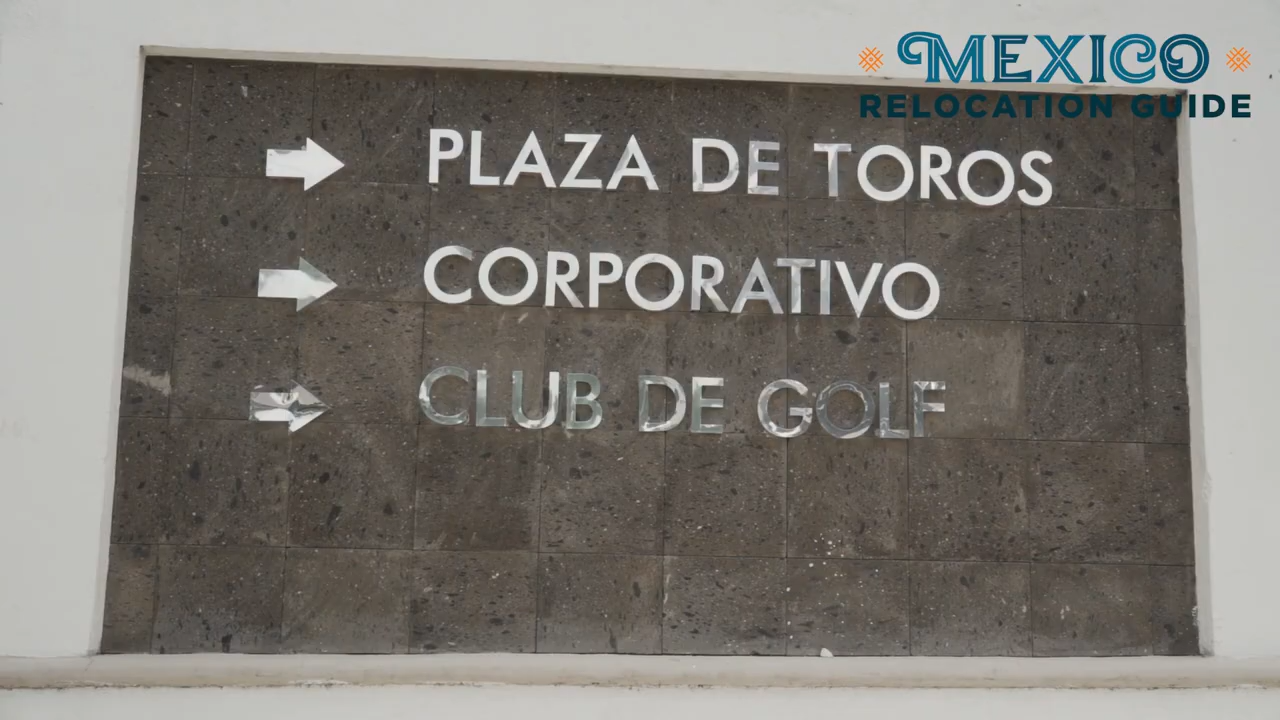 MEXICO
RELOCATION GUIDE
PLAZA DE TOROS
CORPORATIVO
CLUB DE GOLF